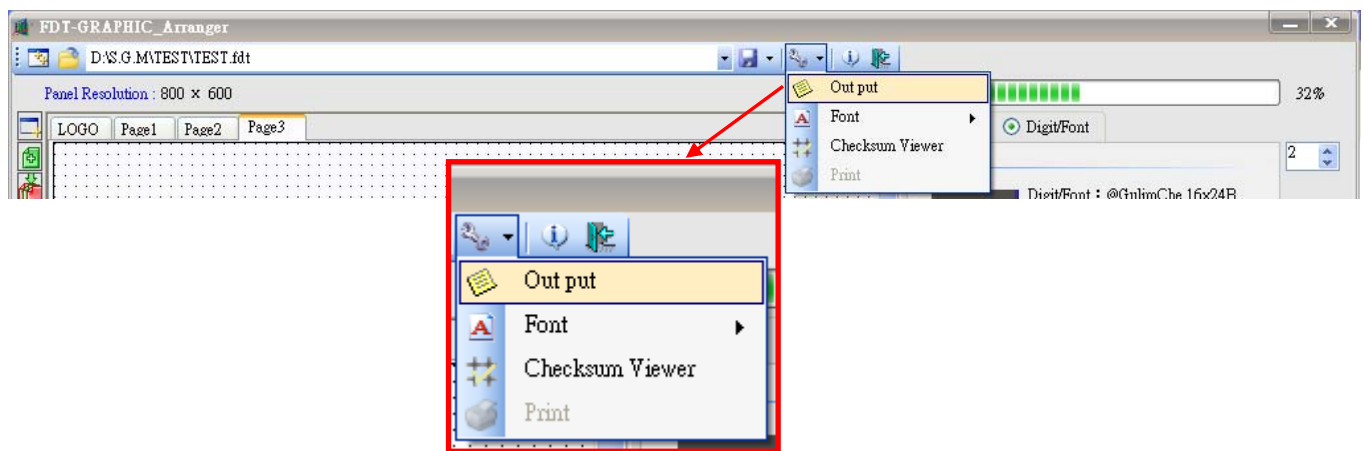 FDT-GRAPHIC_Arranger
D:\S.G.M\TEST\TEST.fdt
Panel Resolution : 800 × 600
32%
LOGO Page1 Page2 Page3
Out put
Font
Checksum Viewer
Print
Digit/Font
2
Digit/Font : @GulimChe 16x24B
Out put
Font
Checksum Viewer
Print